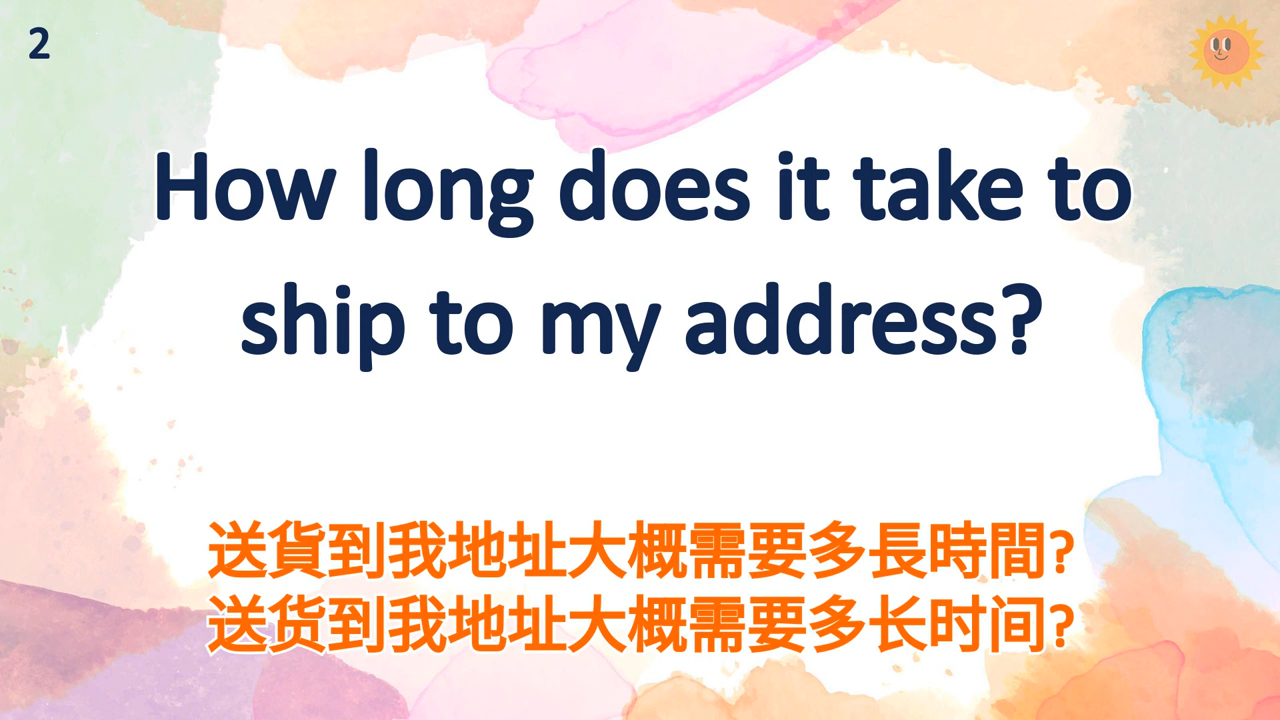 2
How long does it take to
ship to my address?
送貨到我地址大概需要多長時間?
送货到我地址大概需要多长时间?